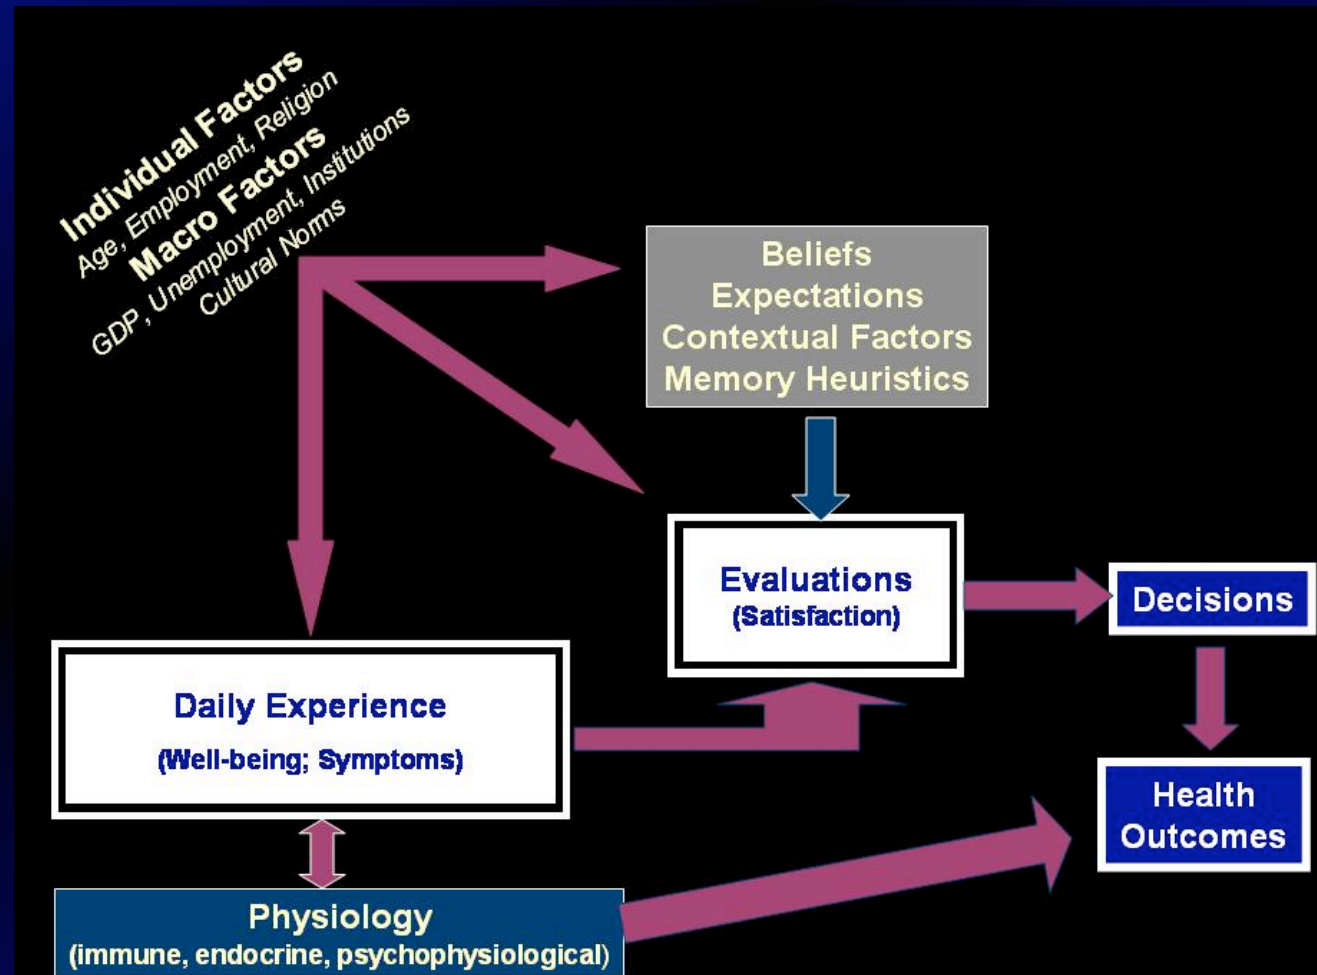 Individual Factors
Age, Employment, Religion
Macro Factors
GDP, Unemployment, Institutions
Cultural Norms
Beliefs
Expectations
Contextual Factors
Memory Heuristics
Evaluations
(Satisfaction)
Decisions
Daily Experience
(Well-being; Symptoms)
Health
Outcomes
Physiology
(immune, endocrine, psychophysiological)